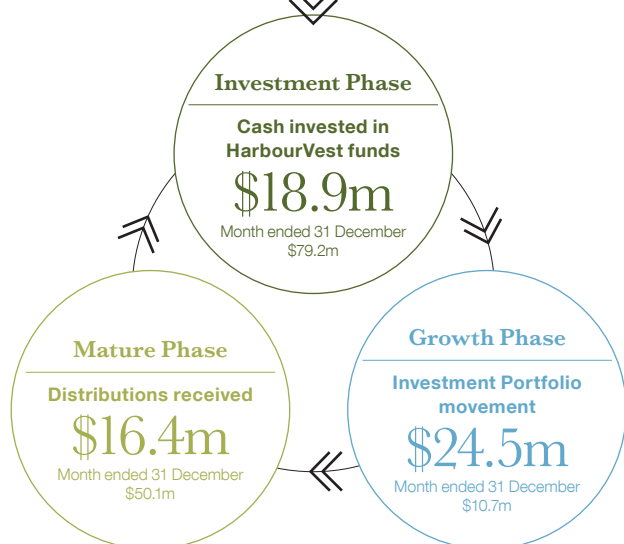 Investment Phase
Cash invested in
HarbourVest funds
$18.9m
Month ended 31 December
$79.2m
Growth Phase
Investment Portfolio
movement
$24.5m
Month ended 31 December
$10.7m
Mature Phase
Distributions received
$16.4m
Month ended 31 December
$50.1m